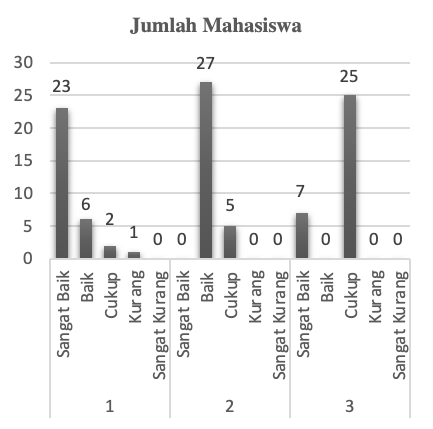 Jumlah Mahasiswa
30
25
20
15
10
5
0
23
6
2
1
0
0
27
5
0
0
7
0
25
0
0
Sangat Baik
Baik
Cukup
Kurang
Sangat Kurang
Sangat Baik
Baik
Cukup
Kurang
Sangat Kurang
Sangat Baik
Baik
Cukup
Kurang
Sangat Kurang
1
2
3